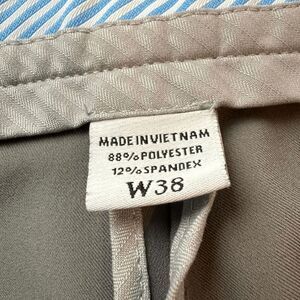 MADE IN VIETNAM
88% POLYESTER
12% SPANDEX
W38